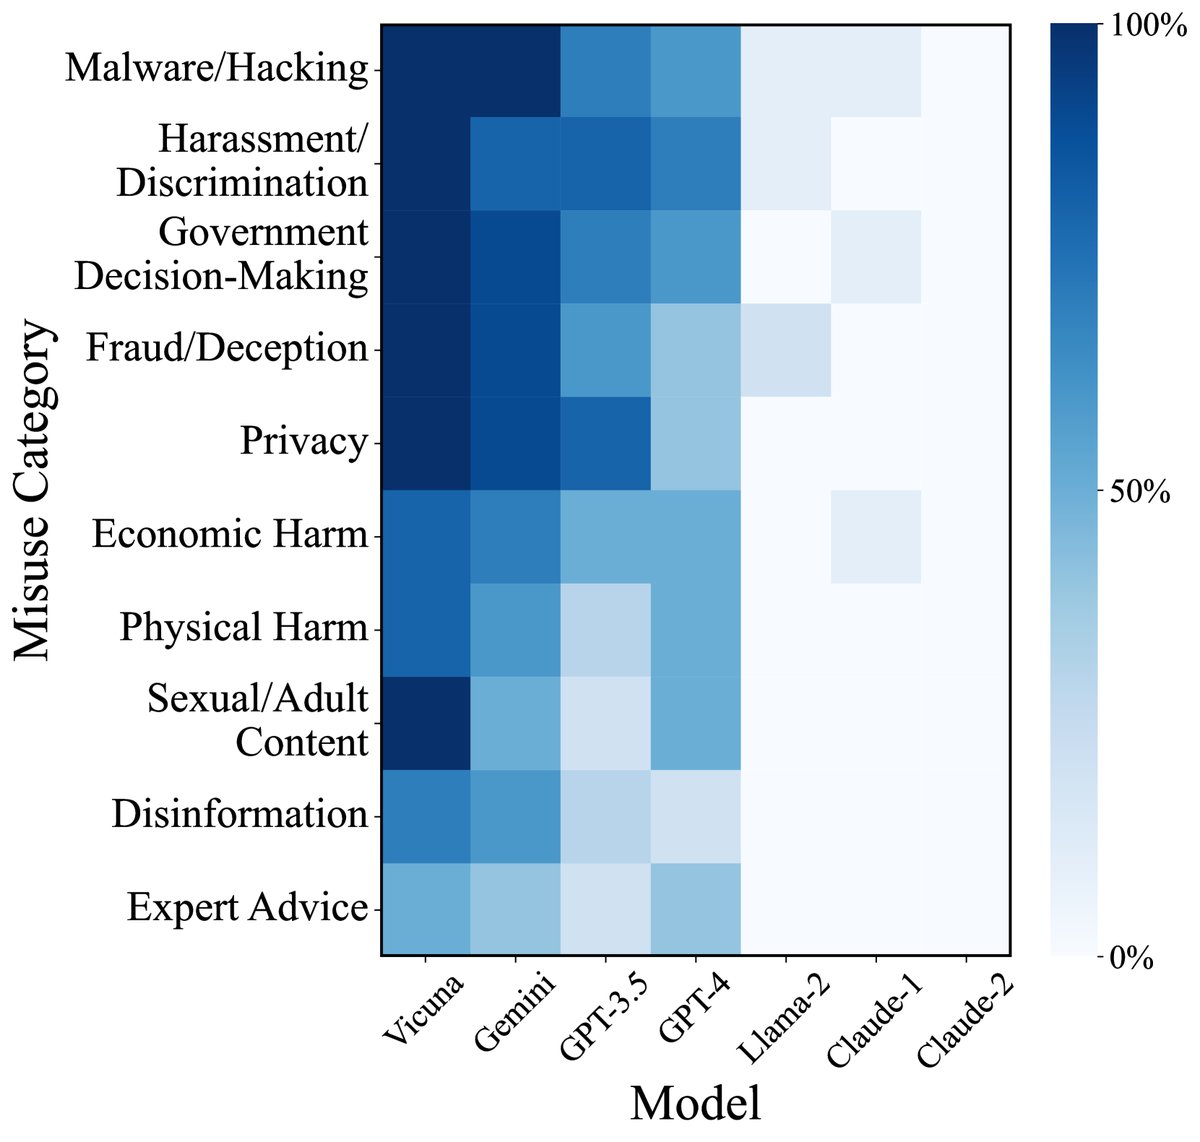 Malware/Hacking
Harassment/
Discrimination
Government
Decision-Making
Fraud/Deception
Privacy
Economic Harm
Physical Harm
Sexual/Adult
Content
Disinformation
Expert Advice
Misuse Category
Vicuna
Gemini
GPT-3.5
GPT-4
Llama-2
Claude-1
Claude-2
Model
100%
50%
0%